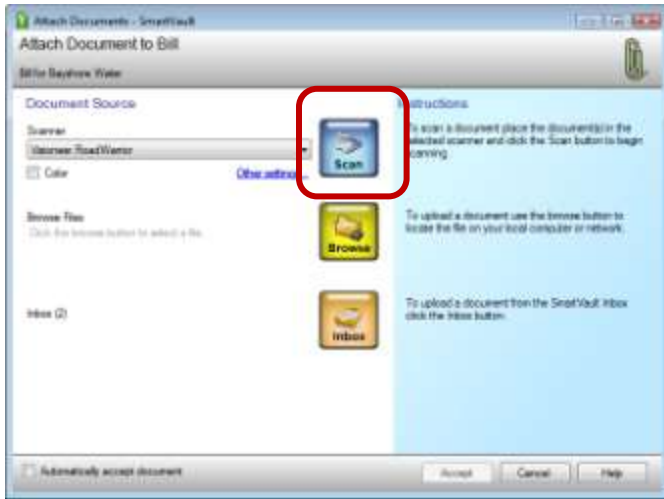 Attach Documents - SmartVault
Attach Document to Bill
Bill for Bayshore Water
Document Source
Instructions
Scanner
Visioneer RoadWarrior
Color
Other settings...
Scan
To scan a document place the document(s) in the
selected scanner and click the Scan button to begin
scanning.
Browse Files
Click the browse button to select a file.
Browse
To upload a document use the browse button to
locate the file on your local computer or network.
Inbox (2)
Inbox
To upload a document from the SmartVault Inbox
click the Inbox button.
Automatically accept document
Accept
Cancel
Help